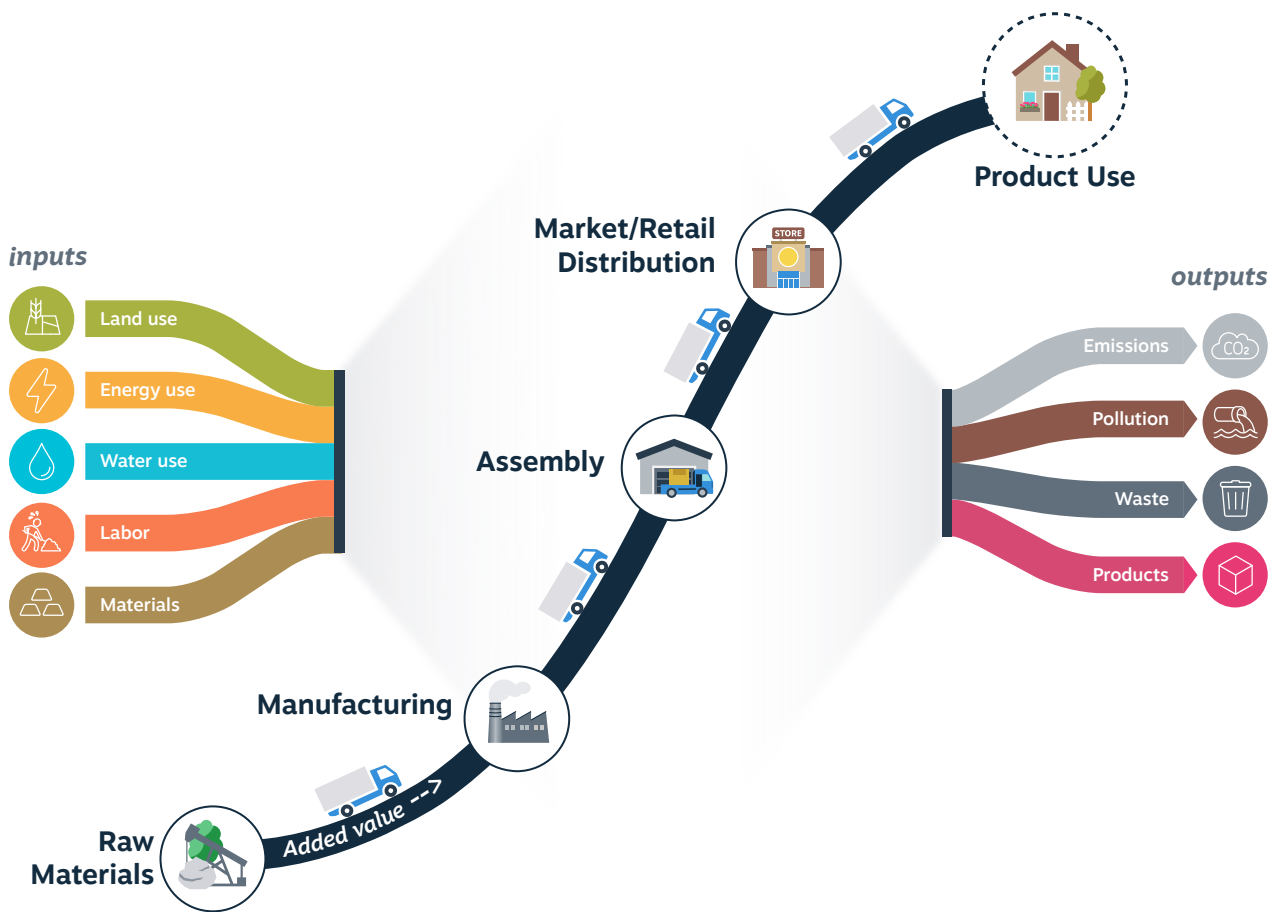 Product Use
STORE
Market/Retail
Distribution
inputs
Land use
Energy use
Water use
Labor
Materials
outputs
Emissions
CO₂
Pollution
Waste
Products
Assembly
Manufacturing
Added value -->
Raw
Materials